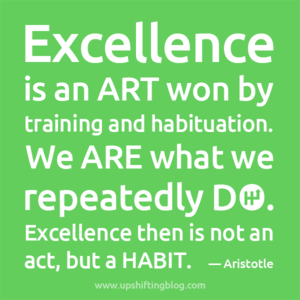 Excellence
is an ART won by
training and habituation.
We ARE what we
repeatedly DO.
Excellence then is not an
act, but a HABIT. — Aristotle
www.upshiftingblog.com